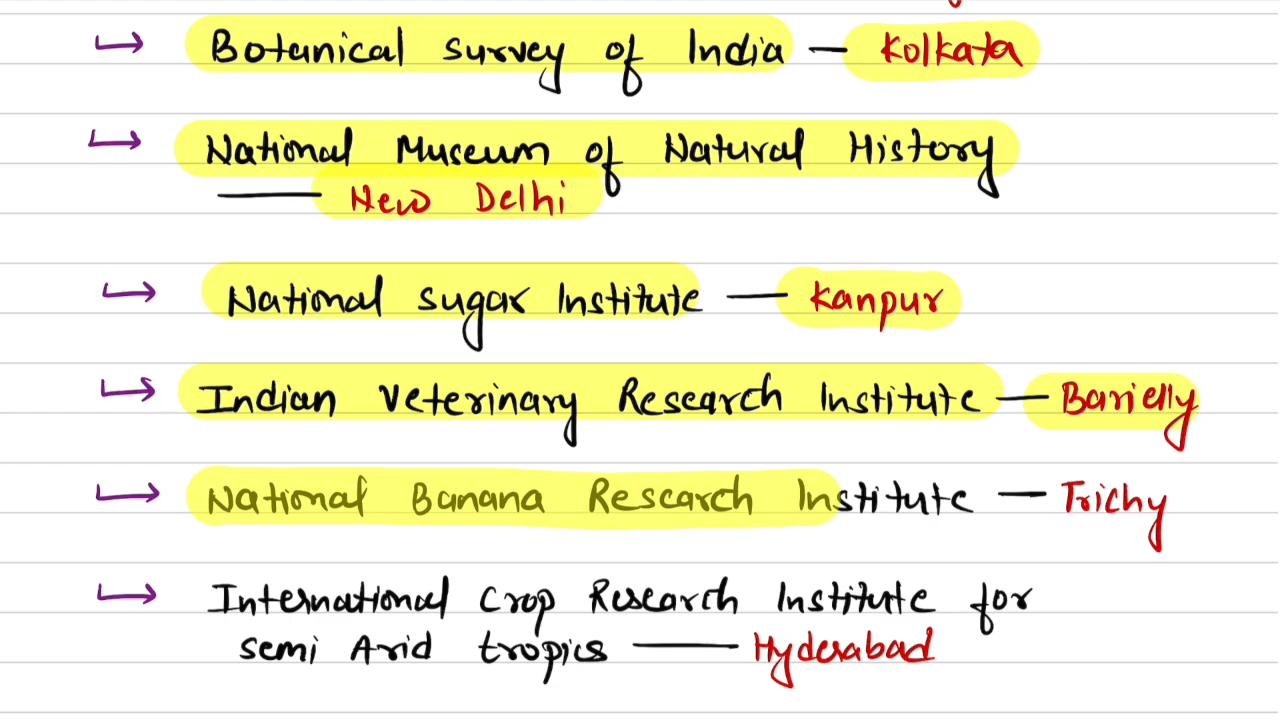 ↳ Botanical survey of India — Kolkata
↳ National Museum of Natural History
— New Delhi
↳ National sugar Institute — Kanpur
↳ Indian Veterinary Research Institute — Barielly
↳ National Banana Research Institute — Trichy
↳ International Crop Research Institute for
semi Arid tropics — Hyderabad